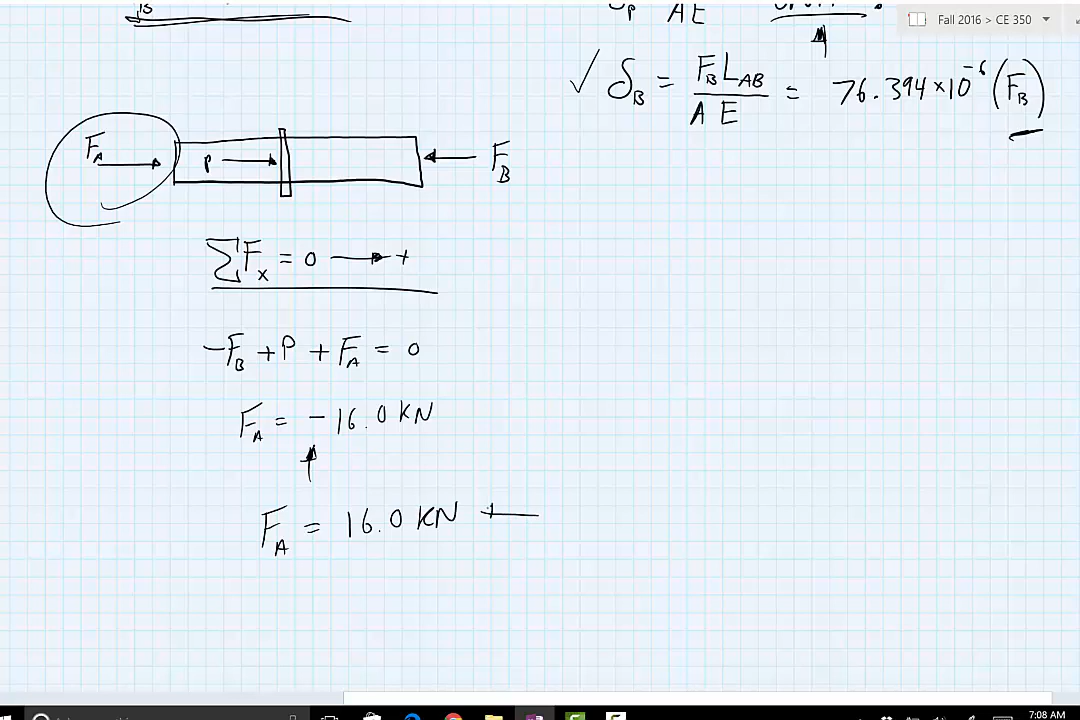 B
δP AE
Fall 2016 > CE 350
✓ δB = FB LAB / A E = 76.394×10^-6 (FB)
FA → P → ← FB
ΣFx = 0 → +
-FB + P + FA = 0
FA = - 16.0 KN
FA = 16.0 KN ←
7:08 AM